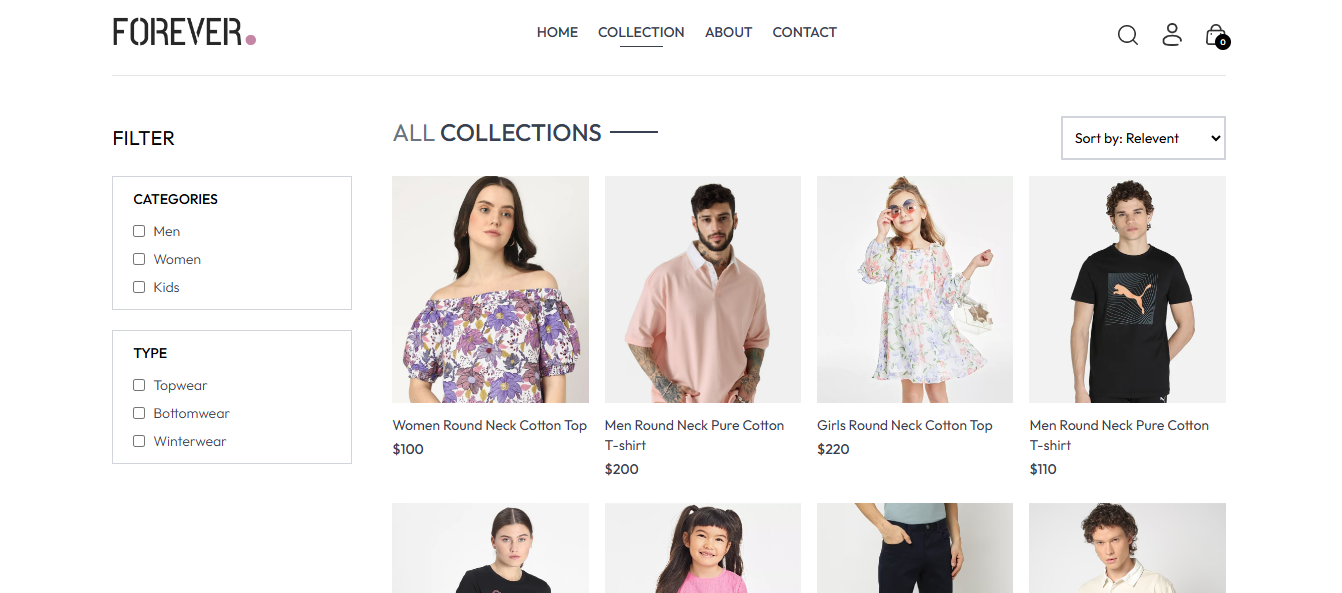 FOREVER.
HOME COLLECTION ABOUT CONTACT
0
FILTER
CATEGORIES
Men
Women
Kids
TYPE
Topwear
Bottomwear
Winterwear
ALL COLLECTIONS
Sort by: Relevent
Women Round Neck Cotton Top
$100
Men Round Neck Pure Cotton
T-shirt
$200
Girls Round Neck Cotton Top
$220
Men Round Neck Pure Cotton
T-shirt
$110